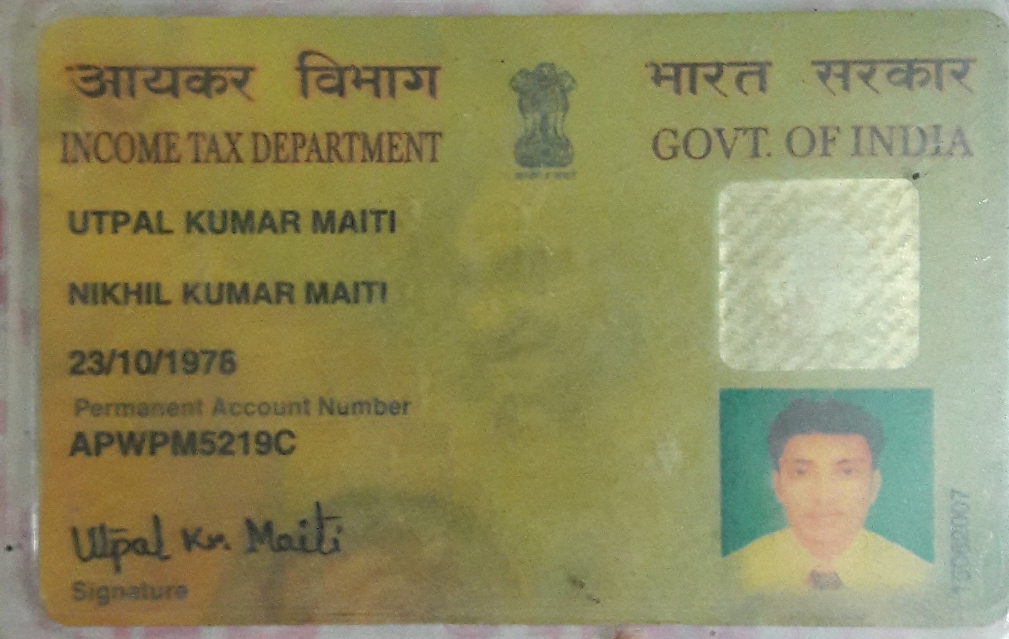 आयकर विभाग
INCOME TAX DEPARTMENT
भारत सरकार
GOVT. OF INDIA
UTPAL KUMAR MAITI
NIKHIL KUMAR MAITI
23/10/1976
Permanent Account Number
APWPM5219C
Utpal Kr. Maiti
Signature